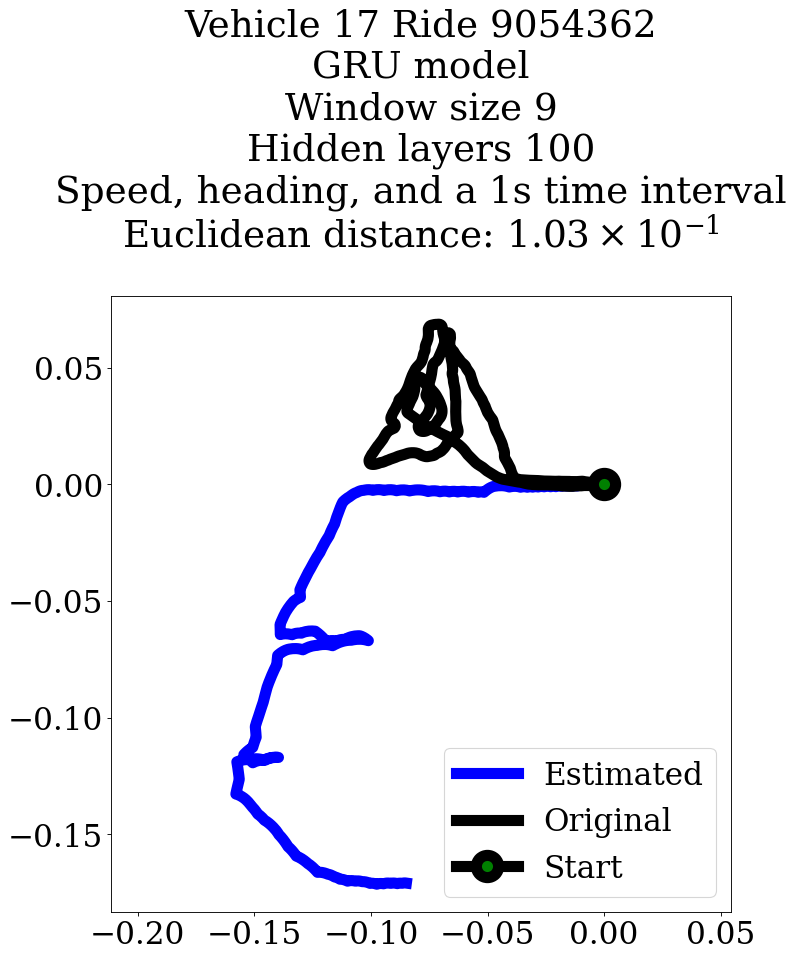 Vehicle 17 Ride 9054362
GRU model
Window size 9
Hidden layers 100
Speed, heading, and a 1s time interval
Euclidean distance: 1.03 × 10⁻¹
0.05
0.00
−0.05
−0.10
−0.15
Estimated
Original
Start
−0.20 −0.15 −0.10 −0.05 0.00 0.05